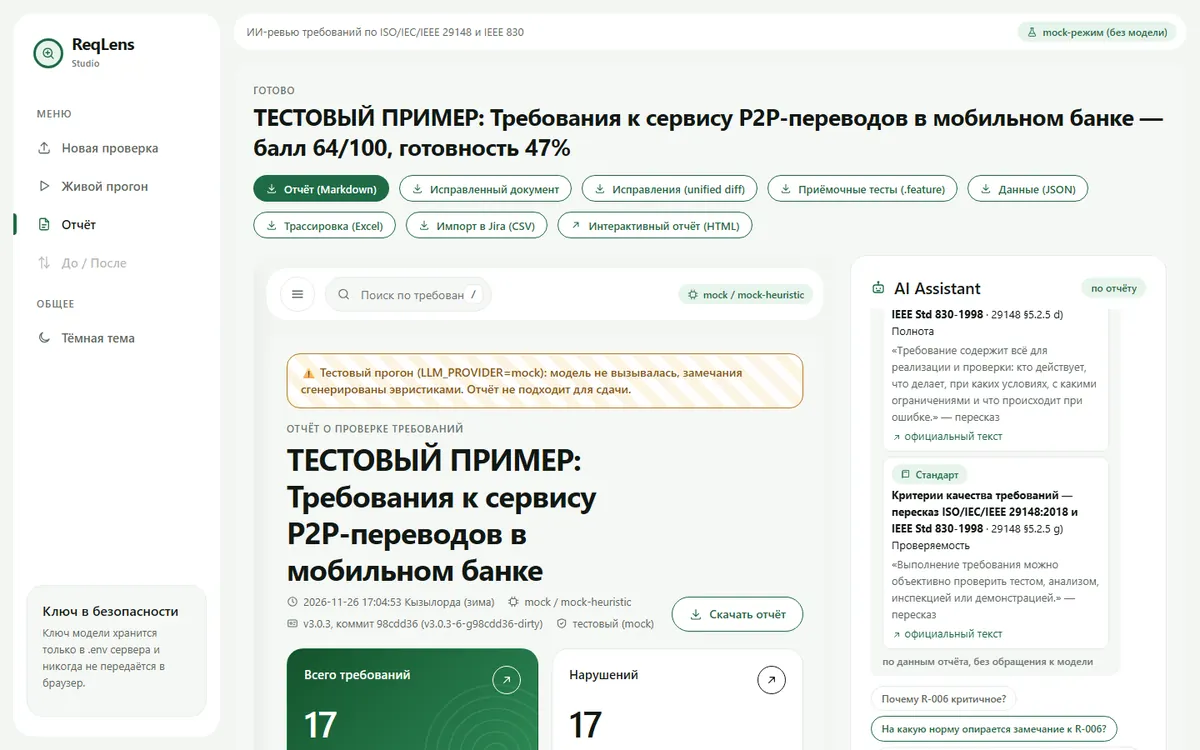 ReqLens
Studio
МЕНЮ
Новая проверка
Живой прогон
Отчёт
До / После
ОБЩЕЕ
Тёмная тема
Ключ в безопасности
Ключ модели хранится
только в .env сервера и
никогда не передаётся в
браузер.
ИИ-ревью требований по ISO/IEC/IEEE 29148 и IEEE 830
mock-режим (без модели)
ГОТОВО
ТЕСТОВЫЙ ПРИМЕР: Требования к сервису P2P-переводов в мобильном банке —
балл 64/100, готовность 47%
Отчёт (Markdown)
Исправленный документ
Исправления (unified diff)
Приёмочные тесты (.feature)
Данные (JSON)
Трассировка (Excel)
Импорт в Jira (CSV)
Интерактивный отчёт (HTML)
Поиск по требован /
mock / mock-heuristic
Тестовый прогон (LLM_PROVIDER=mock): модель не вызывалась, замечания
сгенерированы эвристиками. Отчёт не подходит для сдачи.
ОТЧЁТ О ПРОВЕРКЕ ТРЕБОВАНИЙ
ТЕСТОВЫЙ ПРИМЕР:
Требования к сервису
P2P-переводов в
мобильном банке
2026-11-26 17:04:53 Кызылорда (зима) mock / mock-heuristic
v3.0.3, коммит 98cdd36 (v3.0.3-6-g98cdd36-dirty) тестовый (mock)
Скачать отчёт
Всего требований
17
Нарушений
17
AI Assistant
по отчёту
IEEE Std 830-1998 · 29148 §5.2.5 d)
Полнота
«Требование содержит всё для
реализации и проверки: кто действует,
что делает, при каких условиях, с какими
ограничениями и что происходит при
ошибке.» — пересказ
официальный текст
Стандарт
Критерии качества требований —
пересказ ISO/IEC/IEEE 29148:2018 и
IEEE Std 830-1998 · 29148 §5.2.5 g)
Проверяемость
«Выполнение требования можно
объективно проверить тестом, анализом,
инспекцией или демонстрацией.» —
пересказ
официальный текст
по данным отчёта, без обращения к модели
Почему R-006 критичное?
На какую норму опирается замечание к R-006?